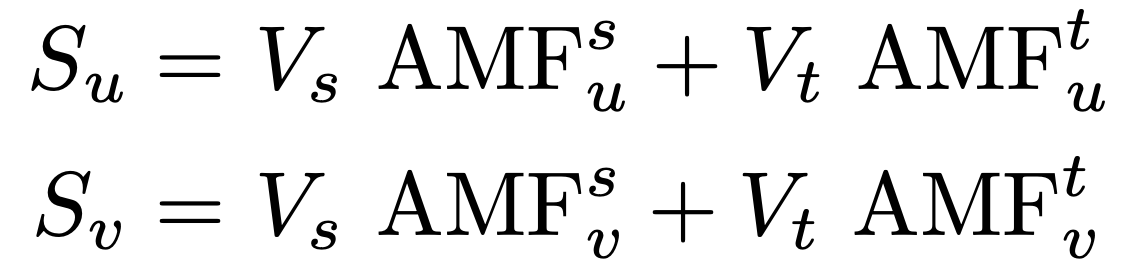 S_u = V_s AMF_u^s + V_t AMF_u^t
S_v = V_s AMF_v^s + V_t AMF_v^t